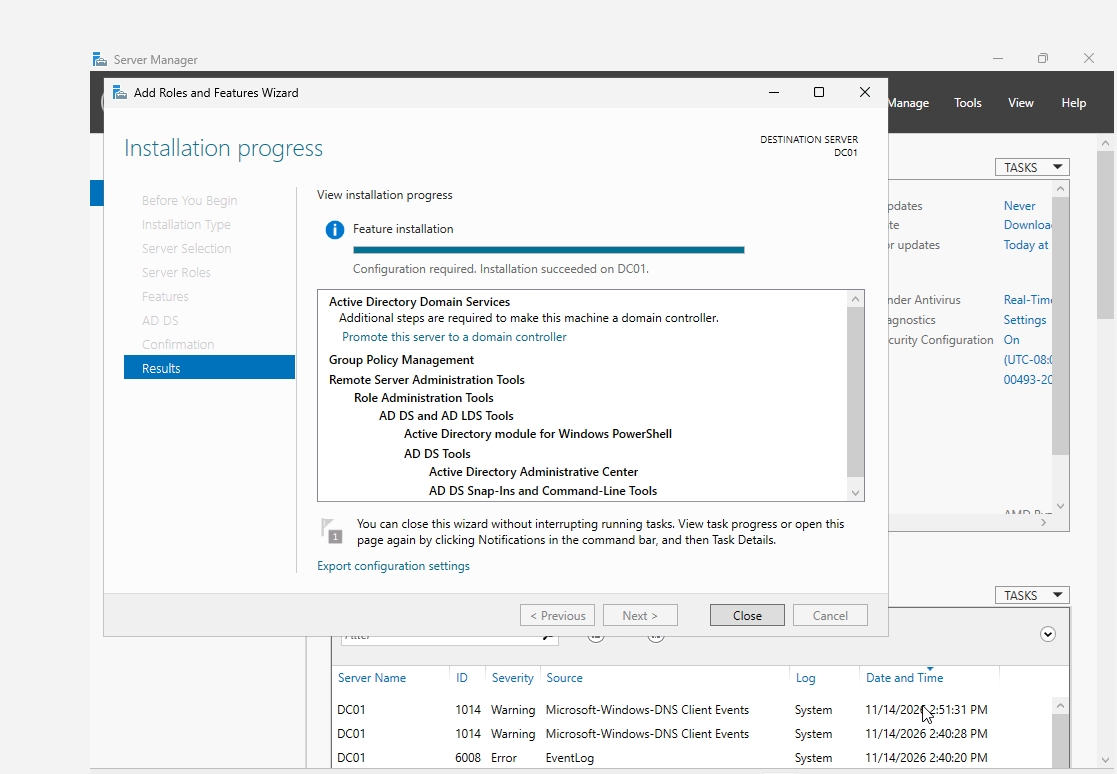 Server Manager
Add Roles and Features Wizard
Manage Tools View Help
Installation progress
DESTINATION SERVER
DC01
TASKS
Before You Begin
Installation Type
Server Selection
Server Roles
Features
AD DS
Confirmation
Results
View installation progress
Feature installation
Configuration required. Installation succeeded on DC01.
Active Directory Domain Services
Additional steps are required to make this machine a domain controller.
Promote this server to a domain controller
Group Policy Management
Remote Server Administration Tools
Role Administration Tools
AD DS and AD LDS Tools
Active Directory module for Windows PowerShell
AD DS Tools
Active Directory Administrative Center
AD DS Snap-Ins and Command-Line Tools
1
You can close this wizard without interrupting running tasks. View task progress or open this
page again by clicking Notifications in the command bar, and then Task Details.
Export configuration settings
< Previous Next > Close Cancel
pdates Never
te Downloa
r updates Today at
nder Antivirus Real-Time
agnostics Settings
curity Configuration On
(UTC-08:0
00493-20
TASKS
Server Name ID Severity Source Log Date and Time
DC01 1014 Warning Microsoft-Windows-DNS Client Events System 11/14/2026 2:51:31 PM
DC01 1014 Warning Microsoft-Windows-DNS Client Events System 11/14/2026 2:40:28 PM
DC01 6008 Error EventLog System 11/14/2026 2:40:20 PM